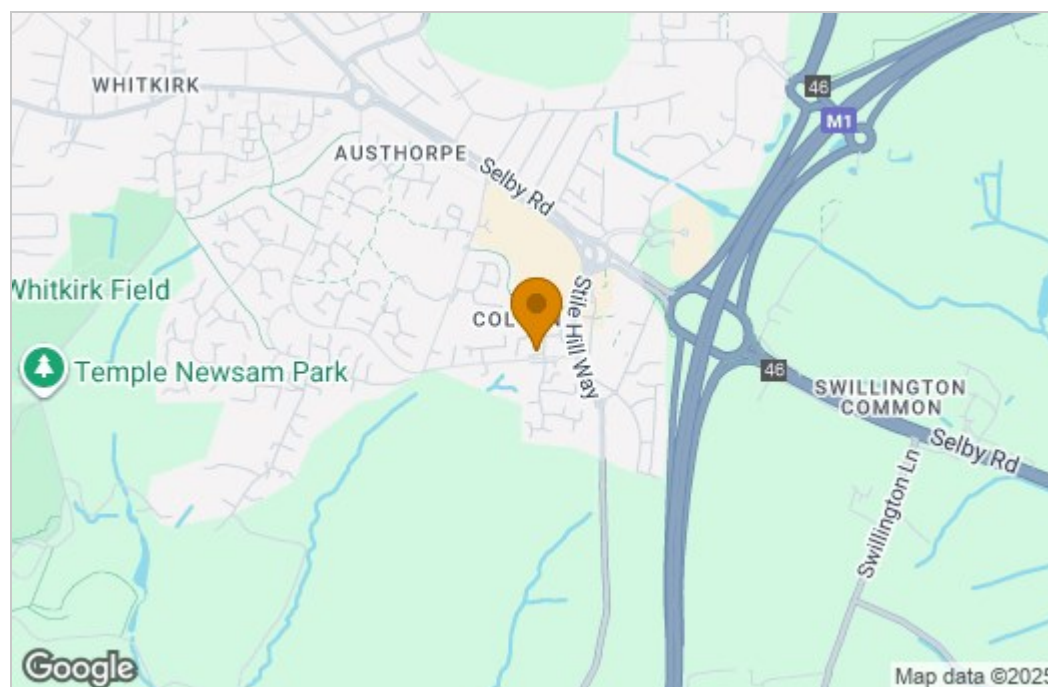 WHITKIRK
46
M1
AUSTHORPE
Selby Rd
Whitkirk Field
Stile Hill Way
Temple Newsam Park
46
SWILLINGTON
COMMON
Selby Rd
Swillington Ln
Google
Map data ©2025